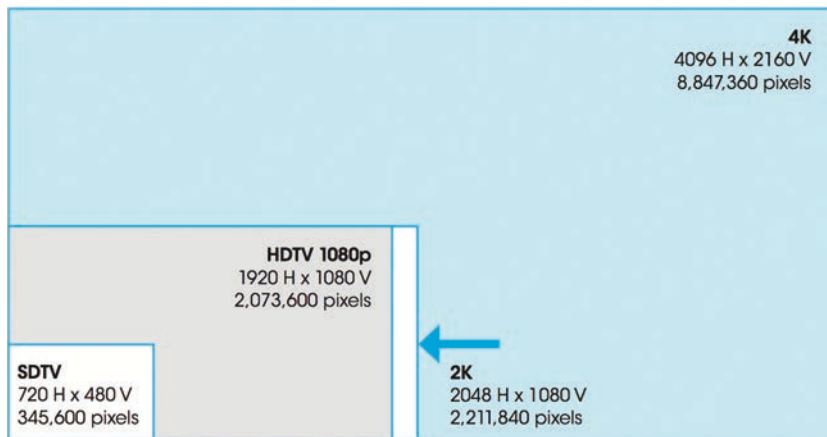 4K
4096 H x 2160 V
8,847,360 pixels
HDTV 1080p
1920 H x 1080 V
2,073,600 pixels
SDTV
720 H x 480 V
345,600 pixels
2K
2048 H x 1080 V
2,211,840 pixels